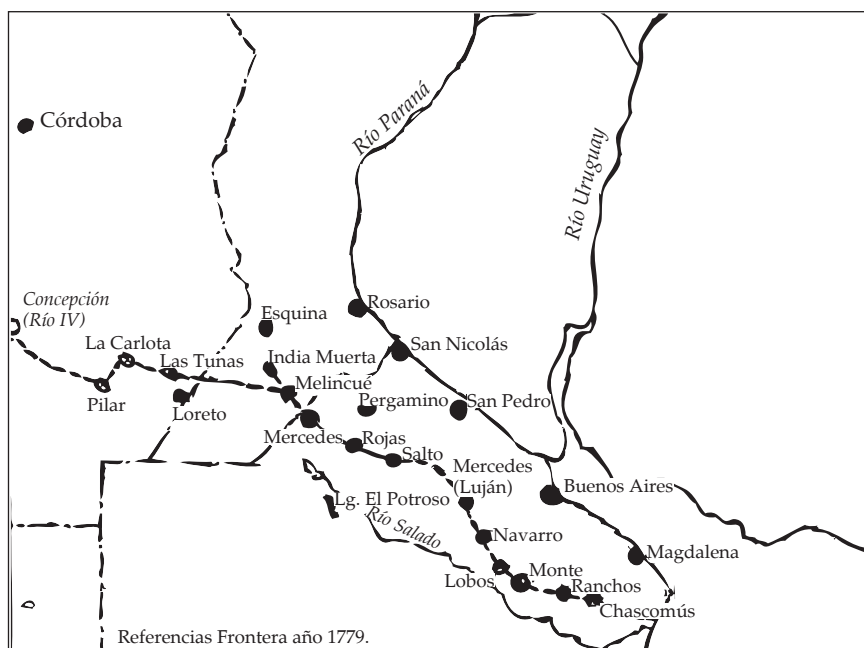 Córdoba
Río Paraná
Río Uruguay
Concepción
(Río IV)
Esquina
Rosario
La Carlota
Las Tunas
India Muerta
San Nicolás
Melincué
Pilar
Loreto
Pergamino
San Pedro
Mercedes
Rojas
Salto
Mercedes
(Luján)
Lg. El Potroso
Buenos Aires
Río Salado
Navarro
Magdalena
Lobos
Monte
Ranchos
Chascomús
Referencias Frontera año 1779.